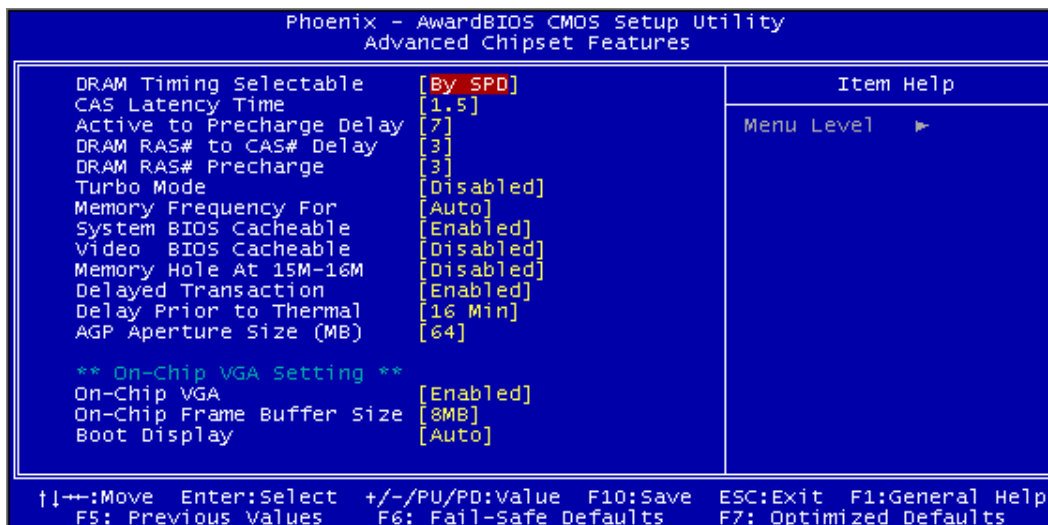 Phoenix - AwardBIOS CMOS Setup Utility
Advanced Chipset Features
DRAM Timing Selectable [By SPD]
CAS Latency Time [1.5]
Active to Precharge Delay [7]
DRAM RAS# to CAS# Delay [3]
DRAM RAS# Precharge [3]
Turbo Mode [Disabled]
Memory Frequency For [Auto]
System BIOS Cacheable [Enabled]
Video BIOS Cacheable [Disabled]
Memory Hole At 15M-16M [Disabled]
Delayed Transaction [Enabled]
Delay Prior to Thermal [16 Min]
AGP Aperture Size (MB) [64]
** On-Chip VGA Setting **
On-Chip VGA [Enabled]
On-Chip Frame Buffer Size [8MB]
Boot Display [Auto]
Item Help
Menu Level ►
↑↓→←:Move Enter:Select +/-/PU/PD:Value F10:Save ESC:Exit F1:General Help
F5: Previous Values F6: Fail-Safe Defaults F7: Optimized Defaults